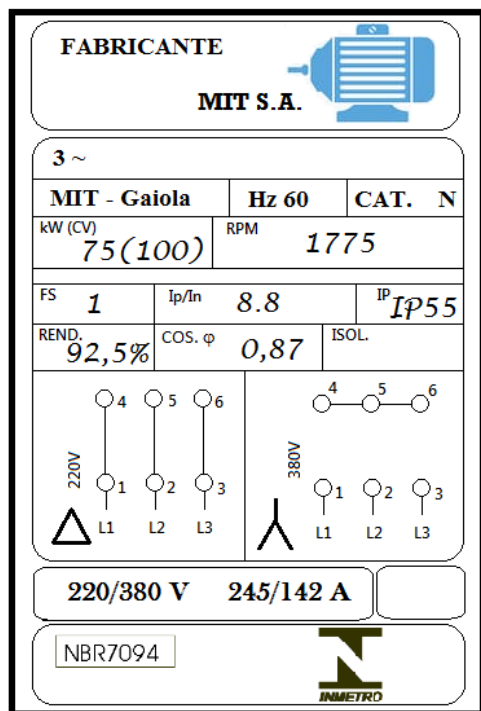 FABRICANTE
MIT S.A.
3 ~
MIT - Gaiola Hz 60 CAT. N
kW (CV) 75(100) RPM 1775
FS 1 Ip/In 8.8 IP IP55
REND. 92,5% COS. φ 0,87 ISOL.
4 5 6 4 5 6
220V 380V
1 2 3 1 2 3
L1 L2 L3 L1 L2 L3
220/380 V 245/142 A
NBR7094
INMETRO